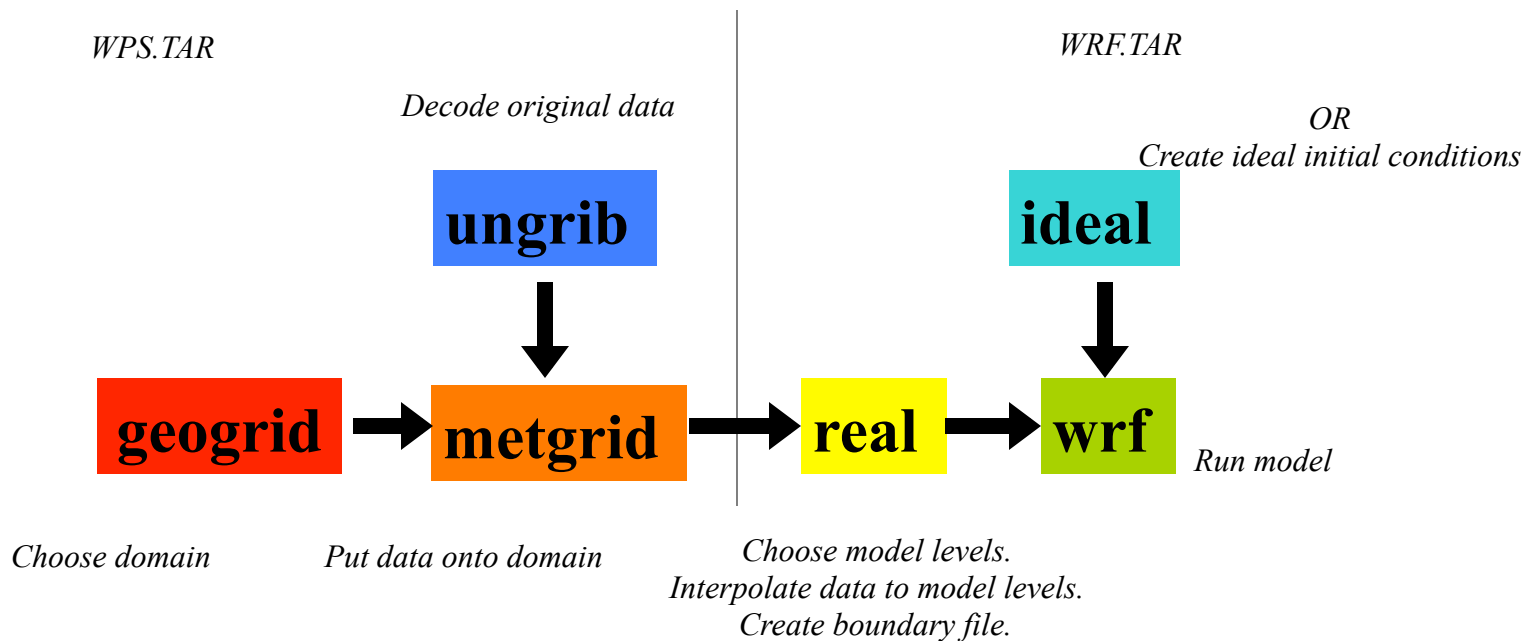 WPS.TAR
WRF.TAR
Decode original data
OR
Create ideal initial conditions
ungrib
ideal
geogrid
metgrid
real
wrf
Run model
Choose domain
Put data onto domain
Choose model levels.
Interpolate data to model levels.
Create boundary file.